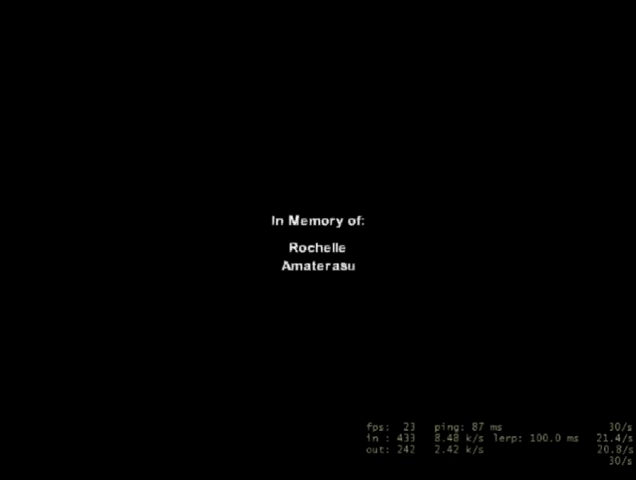 In Memory of:
Rochelle
Amaterasu
fps: 23 ping: 87 ms 30/s
in : 433 8.48 k/s lerp: 100.0 ms 21.4/s
out: 242 2.42 k/s 20.8/s
30/s